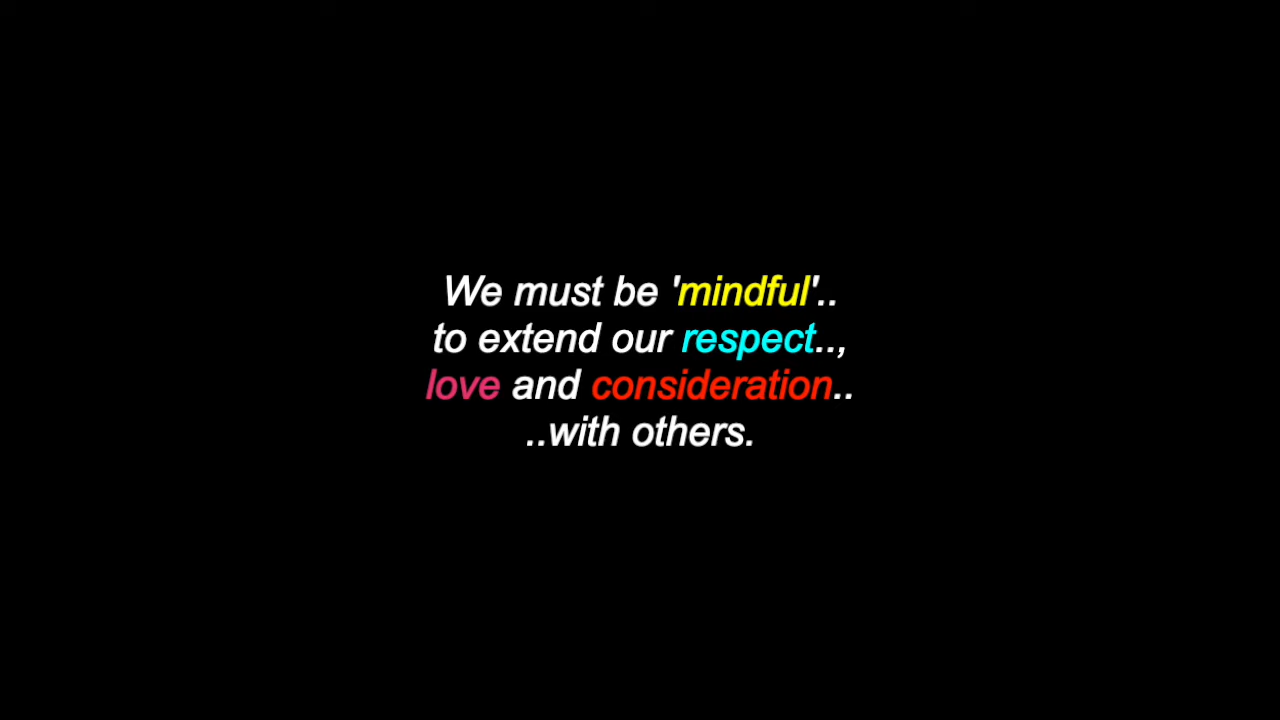 We must be 'mindful'..
to extend our respect..,
love and consideration..
..with others.